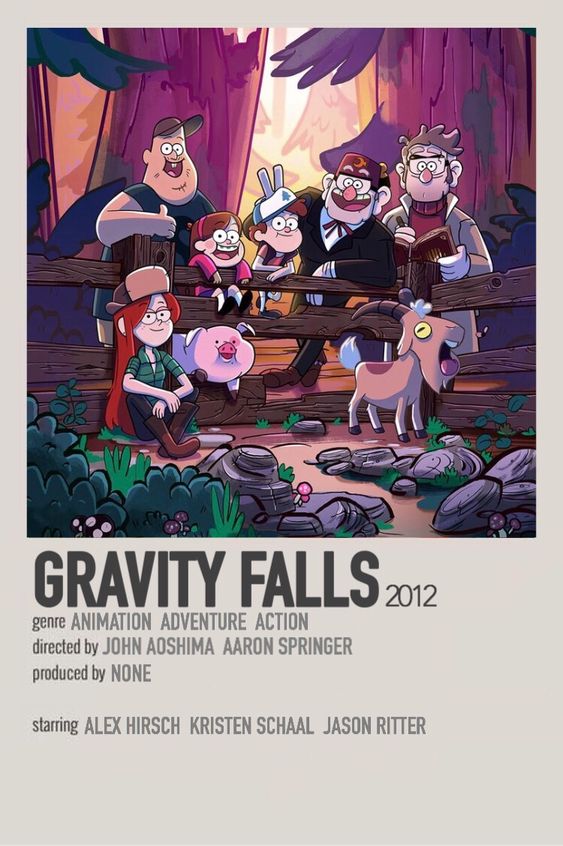 GRAVITY FALLS 2012
genre ANIMATION ADVENTURE ACTION
directed by JOHN AOSHIMA AARON SPRINGER
produced by NONE
starring ALEX HIRSCH KRISTEN SCHAAL JASON RITTER